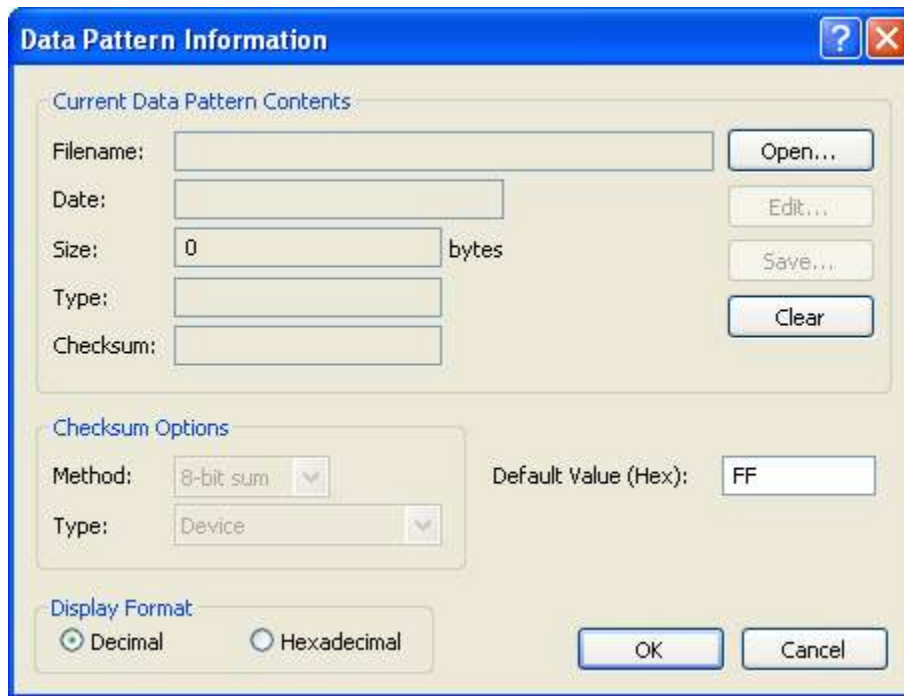 Data Pattern Information
Current Data Pattern Contents
Filename: Open...
Date: Edit...
Size: 0 bytes
Save...
Type:
Clear
Checksum:
Checksum Options
Method: 8-bit sum Default Value (Hex): FF
Type: Device
Display Format
Decimal Hexadecimal OK Cancel